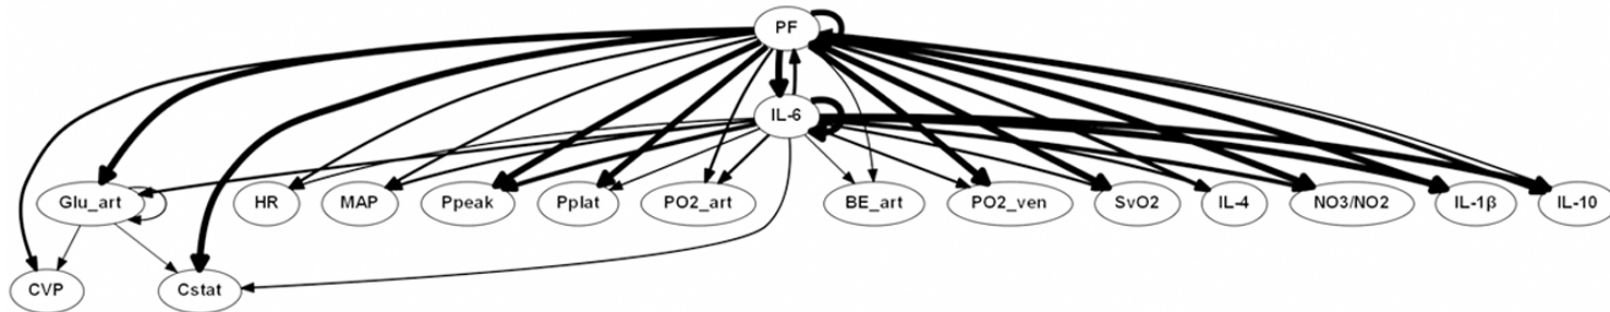 PF
IL-6
Glu_art
HR
MAP
Ppeak
Pplat
PO2_art
BE_art
PO2_ven
SvO2
IL-4
NO3/NO2
IL-1β
IL-10
CVP
Cstat